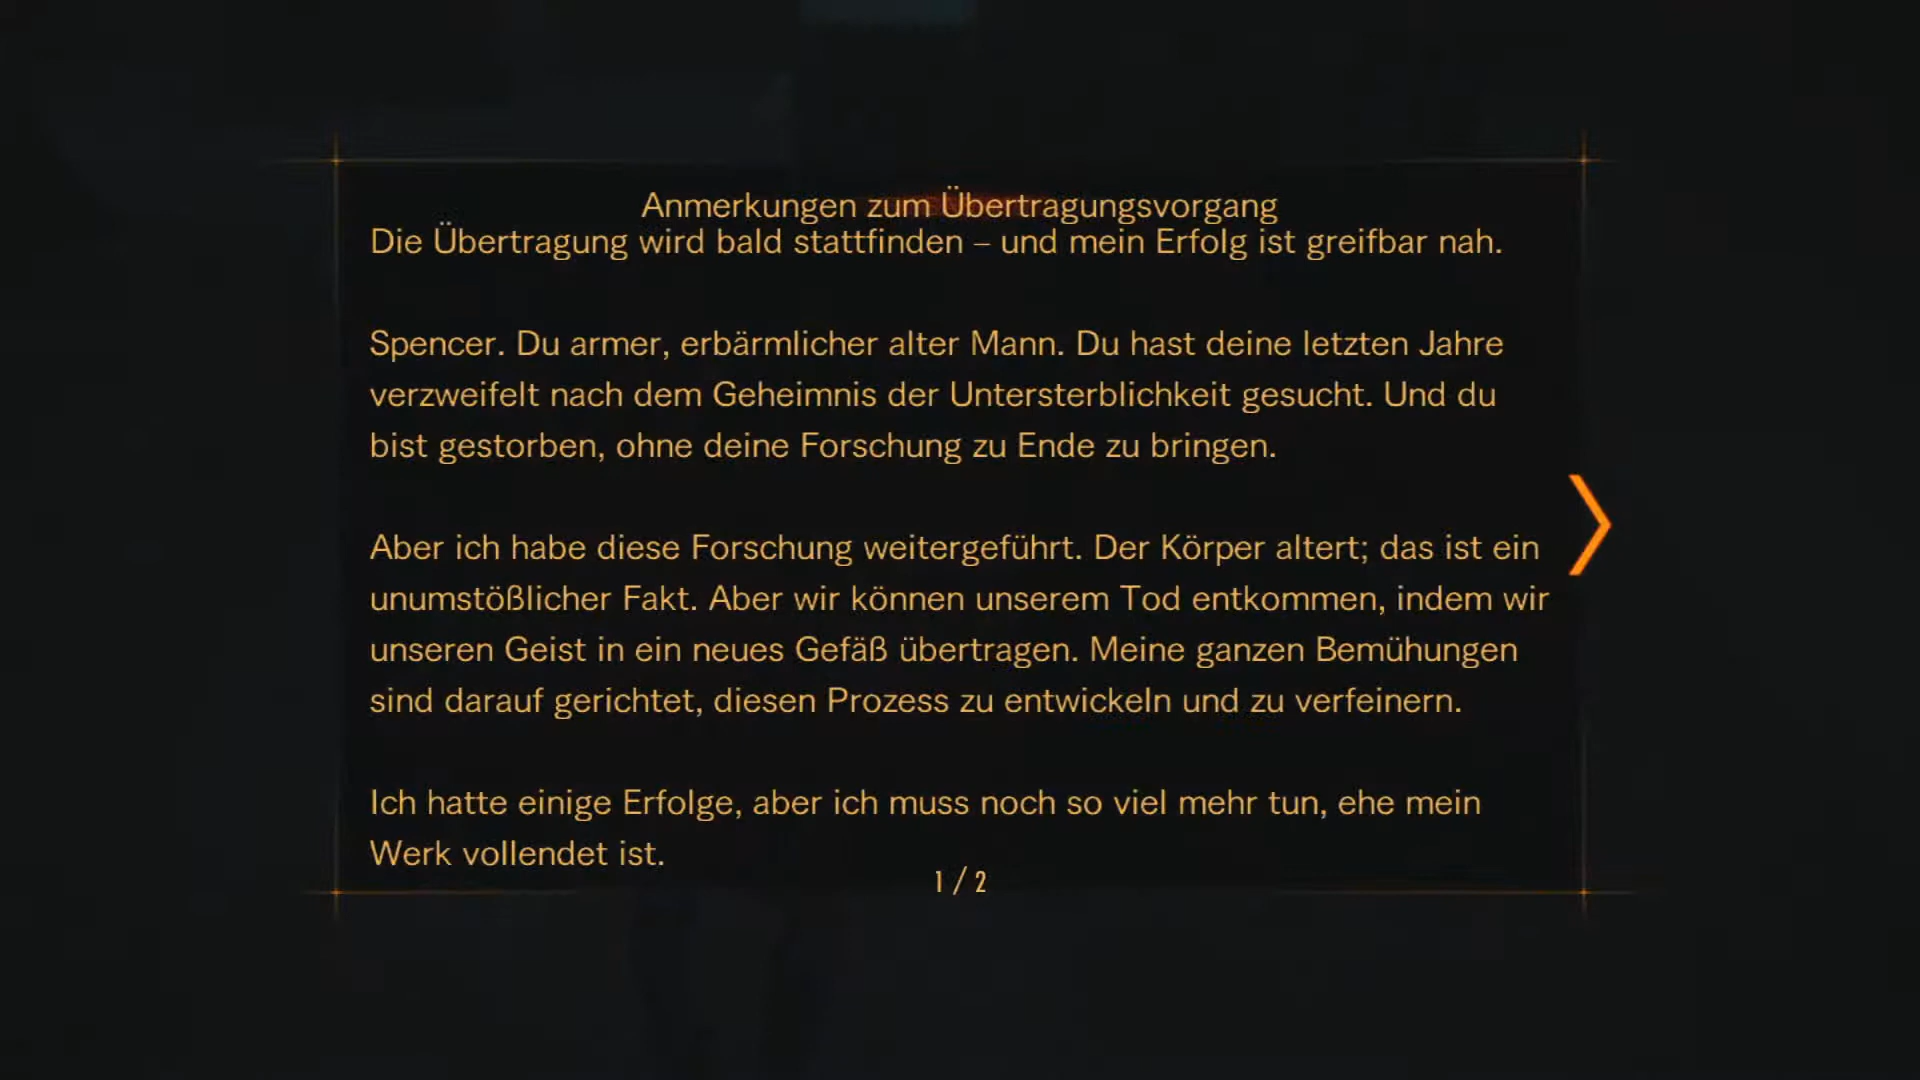 Anmerkungen zum Übertragungsvorgang
Die Übertragung wird bald stattfinden – und mein Erfolg ist greifbar nah.
Spencer. Du armer, erbärmlicher alter Mann. Du hast deine letzten Jahre
verzweifelt nach dem Geheimnis der Untersterblichkeit gesucht. Und du
bist gestorben, ohne deine Forschung zu Ende zu bringen.
Aber ich habe diese Forschung weitergeführt. Der Körper altert; das ist ein
unumstößlicher Fakt. Aber wir können unserem Tod entkommen, indem wir
unseren Geist in ein neues Gefäß übertragen. Meine ganzen Bemühungen
sind darauf gerichtet, diesen Prozess zu entwickeln und zu verfeinern.
Ich hatte einige Erfolge, aber ich muss noch so viel mehr tun, ehe mein
Werk vollendet ist.
1 / 2